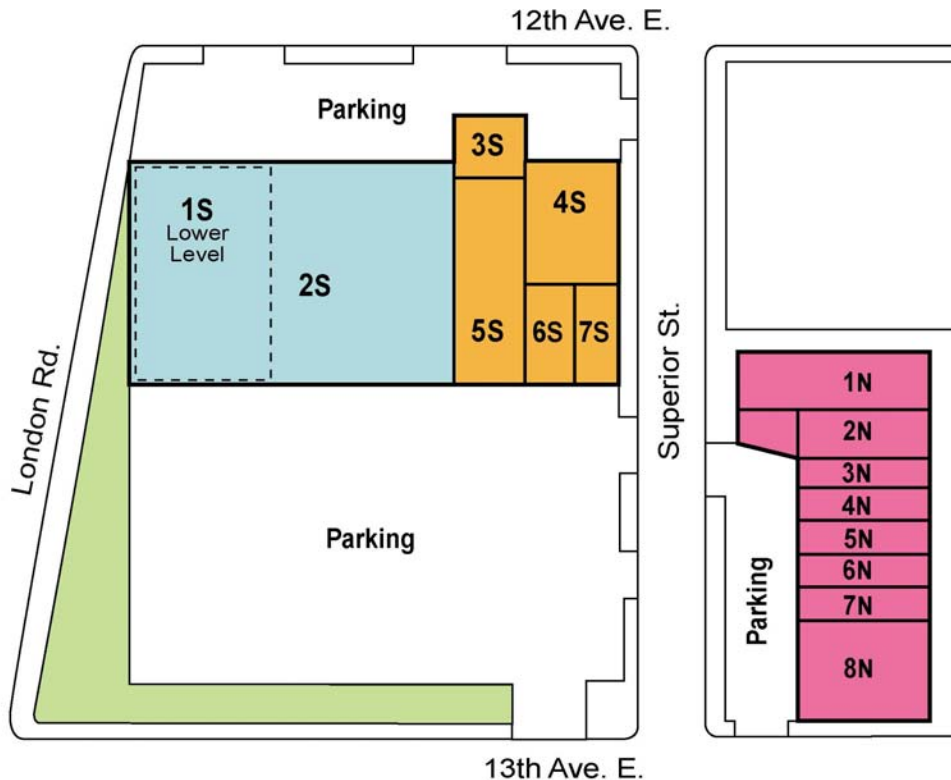 12th Ave. E.
Parking
3S
4S
1S
Lower
Level
2S
5S
6S
7S
London Rd.
Superior St.
Parking
1N
2N
3N
4N
5N
6N
7N
8N
Parking
13th Ave. E.